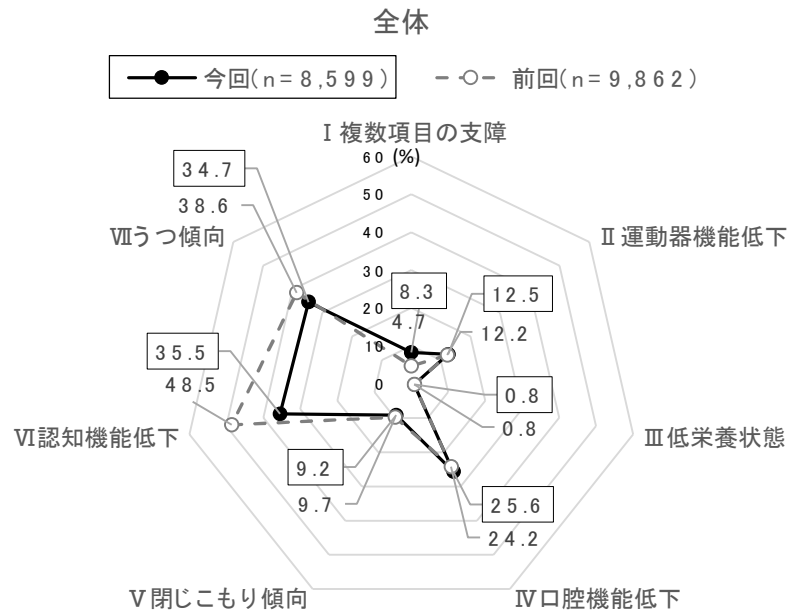 全体
今回(n=8,599)
前回(n=9,862)
Ⅰ複数項目の支障
60 (%)
50
40
30
20
10
0
34.7
38.6
Ⅶうつ傾向
Ⅱ運動器機能低下
8.3
4.7
12.5
12.2
35.5
48.5
0.8
0.8
Ⅵ認知機能低下
Ⅲ低栄養状態
9.2
9.7
25.6
24.2
Ⅴ閉じこもり傾向
Ⅳ口腔機能低下